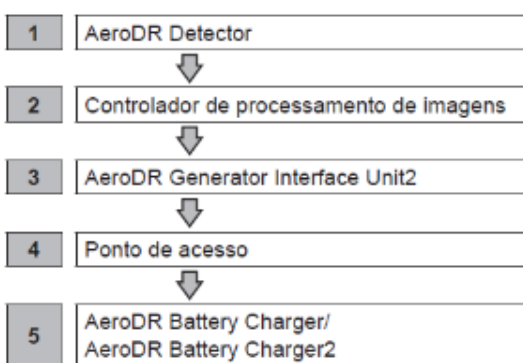 1 AeroDR Detector
2 Controlador de processamento de imagens
3 AeroDR Generator Interface Unit2
4 Ponto de acesso
5 AeroDR Battery Charger/
AeroDR Battery Charger2